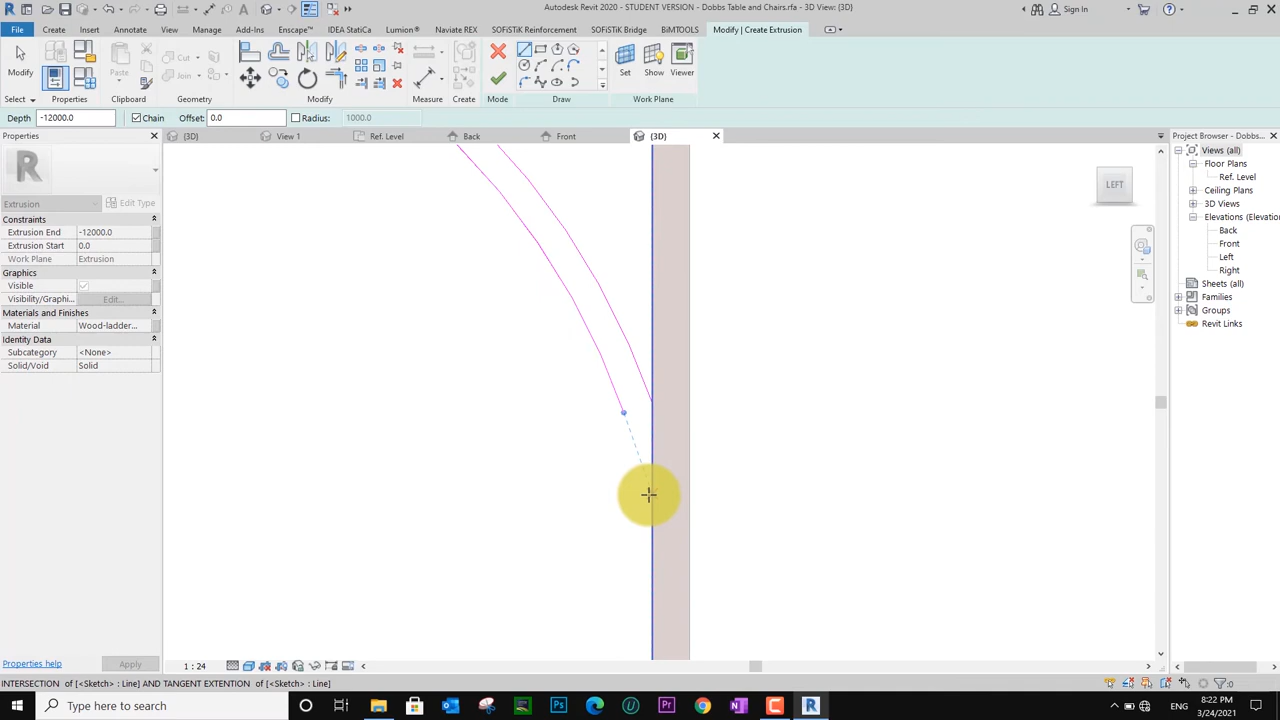 Autodesk Revit 2020 - STUDENT VERSION - Dobbs Table and Chairs.rfa - 3D View: {3D}
Sign In
File Create Insert Annotate View Manage Add-Ins Enscape™ IDEA StatiCa Lumion® Naviate REX SOFiSTiK Reinforcement SOFiSTiK Bridge BiMTOOLS Modify | Create Extrusion
Modify Paste Cut Join Set Show Viewer
Select Properties Clipboard Geometry Modify Measure Create Mode Draw Work Plane
Depth -12000.0 Chain Offset: 0.0 Radius: 1000.0
Properties {3D} View 1 Ref. Level Back Front {3D} Project Browser - Dobbs...
Extrusion Edit Type
Constraints
Extrusion End -12000.0
Extrusion Start 0.0
Work Plane Extrusion
Graphics
Visible
Visibility/Graphi... Edit...
Materials and Finishes
Material Wood-ladder...
Identity Data
Subcategory <None>
Solid/Void Solid
LEFT
Views (all)
Floor Plans
Ref. Level
Ceiling Plans
3D Views
Elevations (Elevation
Back
Front
Left
Right
Sheets (all)
Families
Groups
Revit Links
Properties help Apply 1 : 24
INTERSECTION of [<Sketch> : Line] AND TANGENT EXTENTION of [<Sketch> : Line] :0
Type here to search
ENG
8:22 PM
3/24/2021